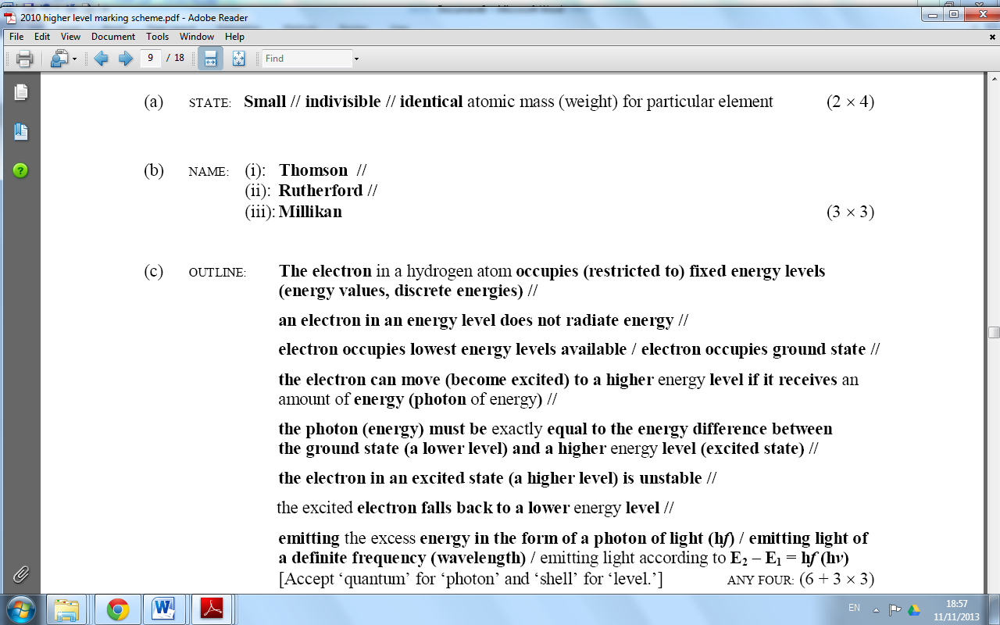 2010 higher level marking scheme.pdf - Adobe Reader
File Edit View Document Tools Window Help
9 / 18 Find
(a) STATE: Small // indivisible // identical atomic mass (weight) for particular element (2 × 4)
(b) NAME: (i): Thomson //
(ii): Rutherford //
(iii): Millikan (3 × 3)
(c) OUTLINE: The electron in a hydrogen atom occupies (restricted to) fixed energy levels
(energy values, discrete energies) //
an electron in an energy level does not radiate energy //
electron occupies lowest energy levels available / electron occupies ground state //
the electron can move (become excited) to a higher energy level if it receives an
amount of energy (photon of energy) //
the photon (energy) must be exactly equal to the energy difference between
the ground state (a lower level) and a higher energy level (excited state) //
the electron in an excited state (a higher level) is unstable //
the excited electron falls back to a lower energy level //
emitting the excess energy in the form of a photon of light (hf) / emitting light of
a definite frequency (wavelength) / emitting light according to E₂ – E₁ = hf (hν)
[Accept ‘quantum’ for ‘photon’ and ‘shell’ for ‘level.’] ANY FOUR: (6 + 3 × 3)
EN 18:57
11/11/2013